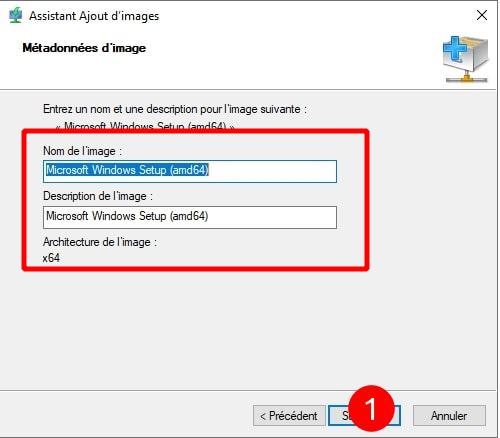 Assistant Ajout d'images
Métadonnées d'image
Entrez un nom et une description pour l'image suivante :
« Microsoft Windows Setup (amd64) »
Nom de l'image :
Microsoft Windows Setup (amd64)
Description de l'image :
Microsoft Windows Setup (amd64)
Architecture de l'image :
x64
< Précédent
1
Annuler